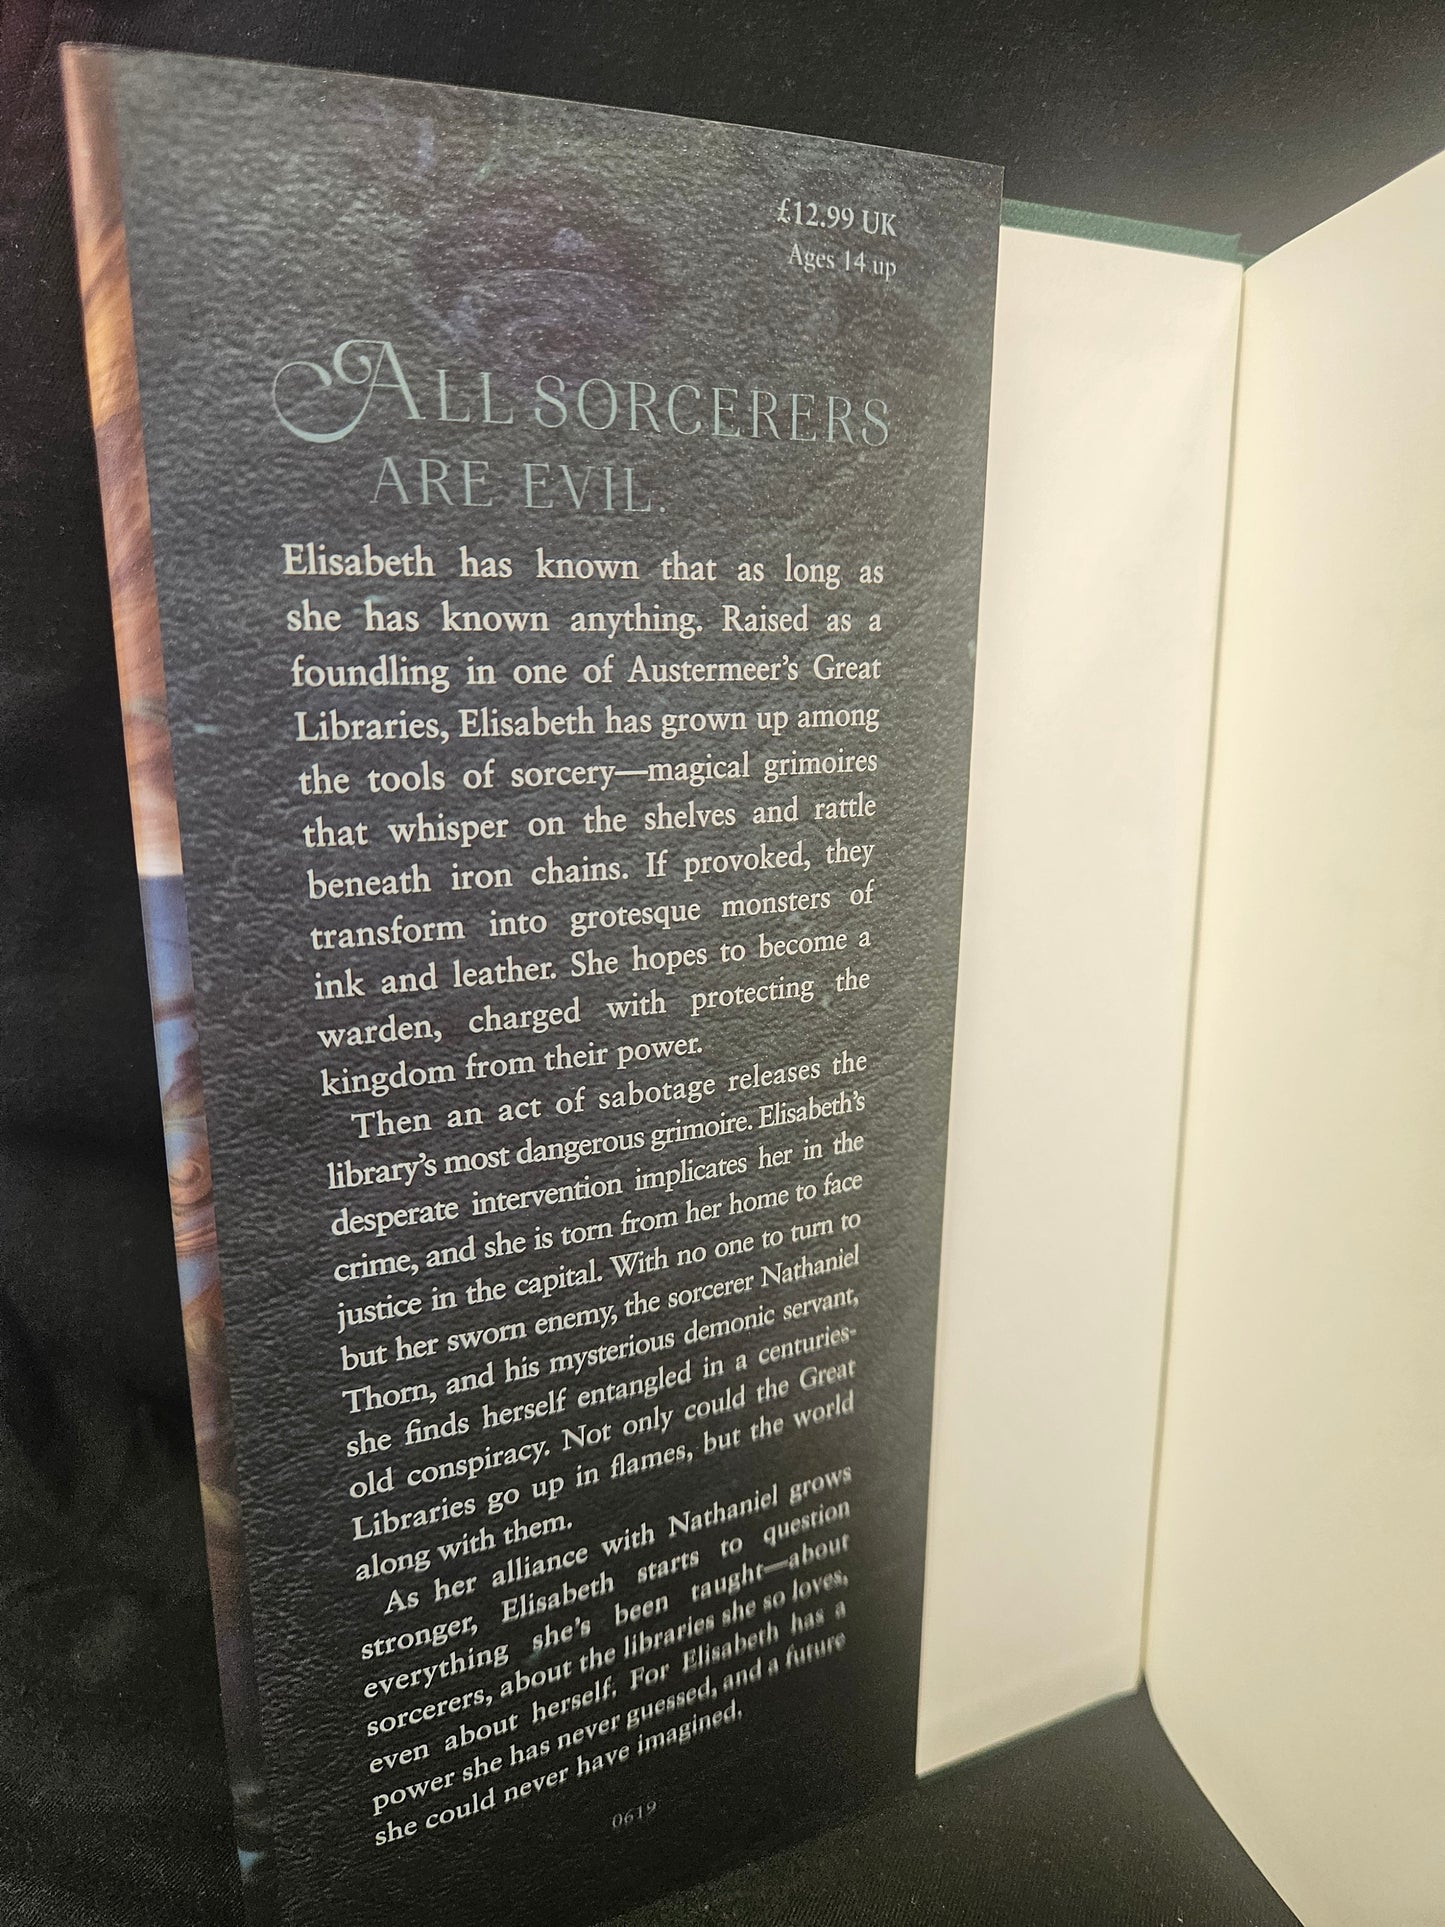 £12.99 UK
Ages 14 up
ALL SORCERERS
ARE EVIL.
Elisabeth has known that as long as
she has known anything. Raised as a
foundling in one of Austermeer's Great
Libraries, Elisabeth has grown up among
the tools of sorcery—magical grimoires
that whisper on the shelves and rattle
beneath iron chains. If provoked, they
transform into grotesque monsters of
ink and leather. She hopes to become a
warden, charged with protecting the
kingdom from their power.
Then an act of sabotage releases the
library's most dangerous grimoire. Elisabeth's
desperate intervention implicates her in the
crime, and she is torn from her home to face
justice in the capital. With no one to turn to
but her sworn enemy, the sorcerer Nathaniel
Thorn, and his mysterious demonic servant,
she finds herself entangled in a centuries-
old conspiracy. Not only could the Great
Libraries go up in flames, but the world
along with them.
As her alliance with Nathaniel grows
stronger, Elisabeth starts to question
everything she's been taught—about
sorcerers, about the libraries she so loves,
even about herself. For Elisabeth has a
power she has never guessed, and a future
she could never have imagined.
0619